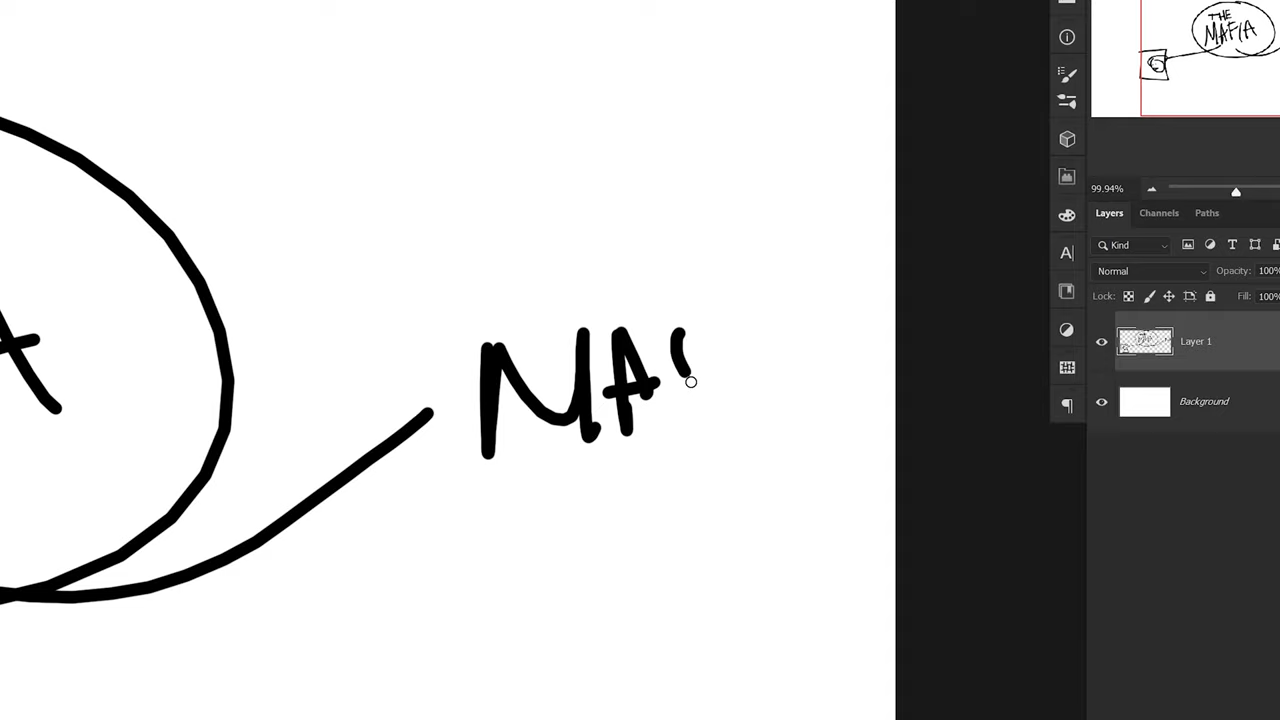 THE
MAFIA
99.94%
Layers Channels Paths
Kind
Normal Opacity: 100%
Lock: Fill: 100%
Layer 1
Background
A
MA